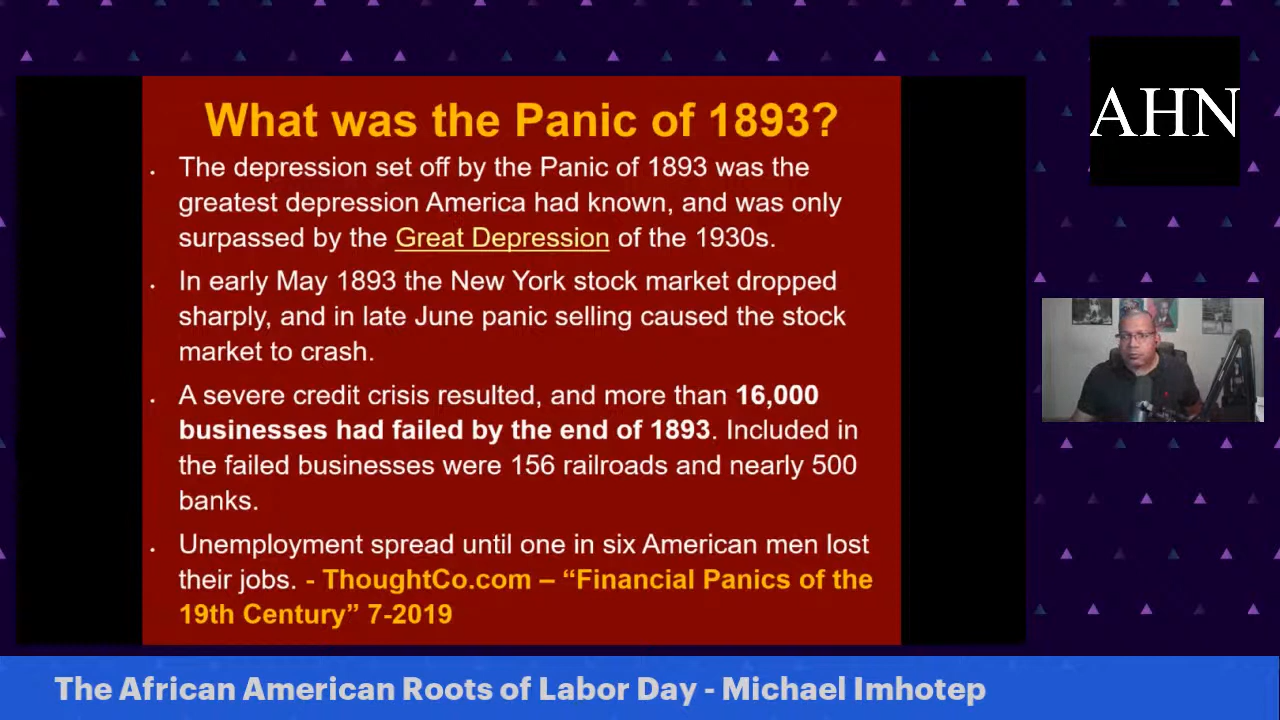 What was the Panic of 1893?
AHN
• The depression set off by the Panic of 1893 was the
greatest depression America had known, and was only
surpassed by the Great Depression of the 1930s.
• In early May 1893 the New York stock market dropped
sharply, and in late June panic selling caused the stock
market to crash.
• A severe credit crisis resulted, and more than 16,000
businesses had failed by the end of 1893. Included in
the failed businesses were 156 railroads and nearly 500
banks.
• Unemployment spread until one in six American men lost
their jobs. - ThoughtCo.com – “Financial Panics of the
19th Century” 7-2019
The African American Roots of Labor Day - Michael Imhotep